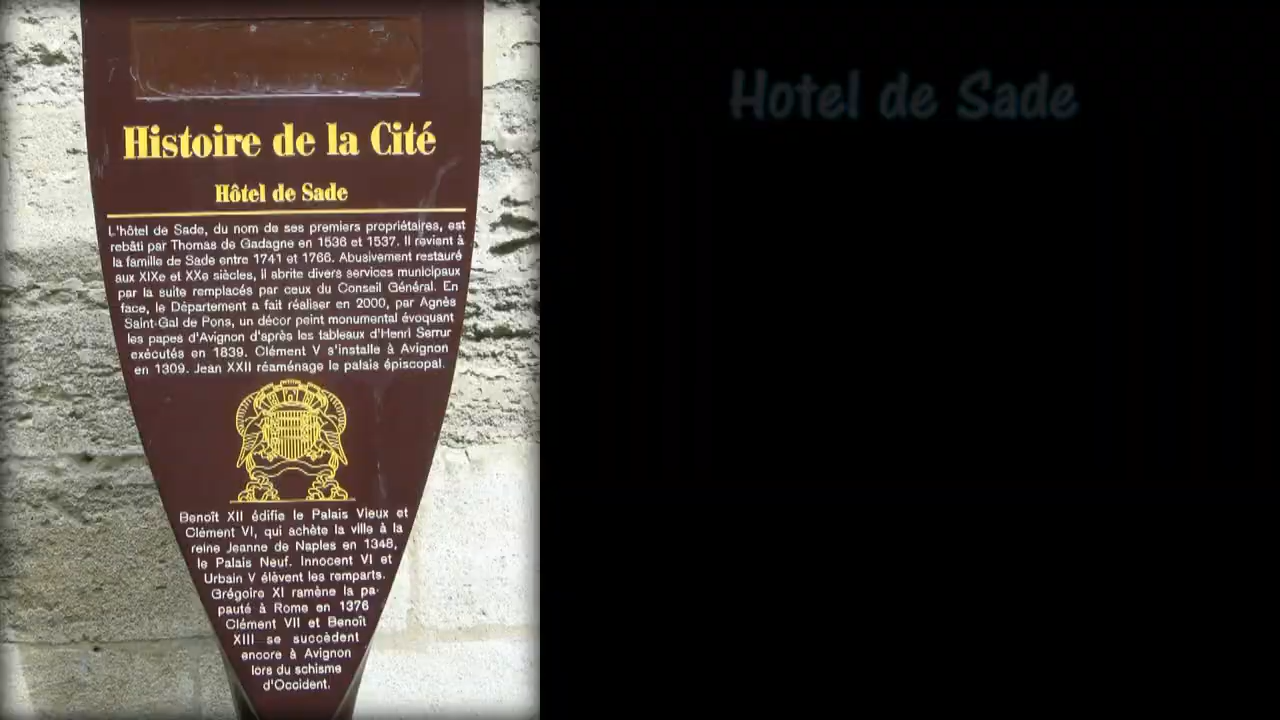 Histoire de la Cité
Hôtel de Sade
L'hôtel de Sade, du nom de ses premiers propriétaires, est
rebâti par Thomas de Gadagne en 1536 et 1537. Il revient à
la famille de Sade entre 1741 et 1766. Abusivement restauré
aux XIXe et XXe siècles, il abrite divers services municipaux
par la suite remplacés par ceux du Conseil Général. En
face, le Département a fait réaliser en 2000, par Agnès
Saint-Gal de Pons, un décor peint monumental évoquant
les papes d'Avignon d'après les tableaux d'Henri Serrur
exécutés en 1839. Clément V s'installe à Avignon
en 1309. Jean XXII réaménage le palais épiscopal.
Benoît XII édifie le Palais Vieux et
Clément VI, qui achète la ville à la
reine Jeanne de Naples en 1348,
le Palais Neuf. Innocent VI et
Urbain V élèvent les remparts.
Grégoire XI ramène la pa-
pauté à Rome en 1376
Clément VII et Benoît
XIII se succèdent
encore à Avignon
lors du schisme
d'Occident.
Hotel de Sade